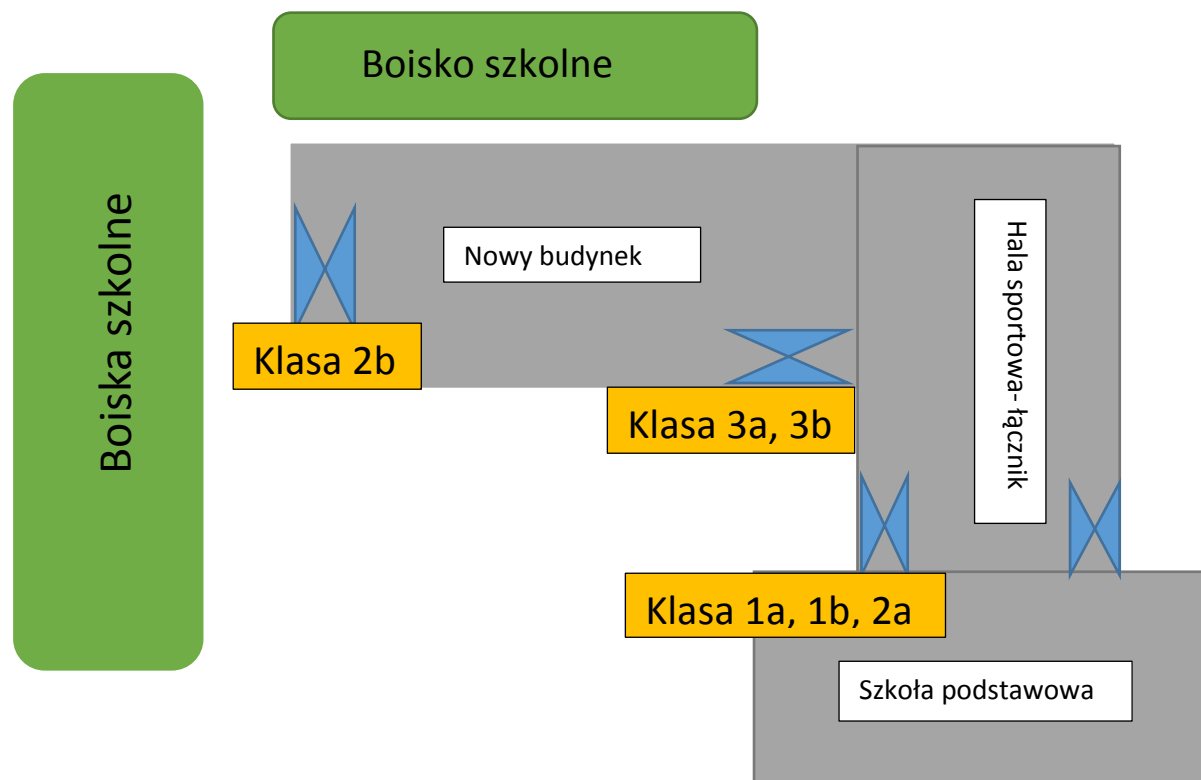 Boisko szkolne
Boiska szkolne
Nowy budynek
Hala sportowa- łącznik
Klasa 2b
Klasa 3a, 3b
Klasa 1a, 1b, 2a
Szkoła podstawowa